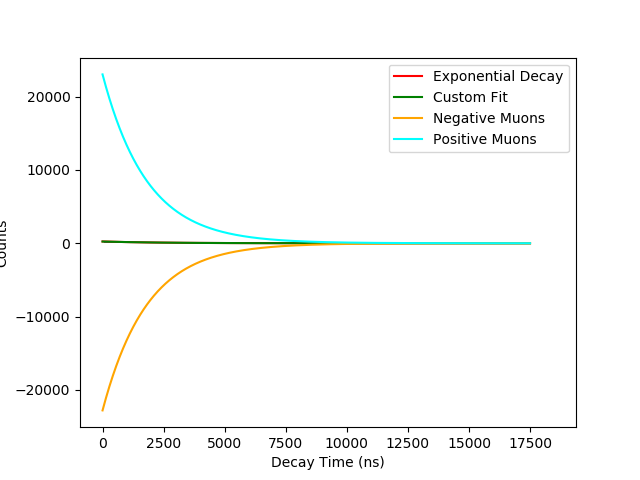 Exponential Decay
Custom Fit
Negative Muons
Positive Muons
20000
10000
0
−10000
−20000
Counts
0 2500 5000 7500 10000 12500 15000 17500
Decay Time (ns)